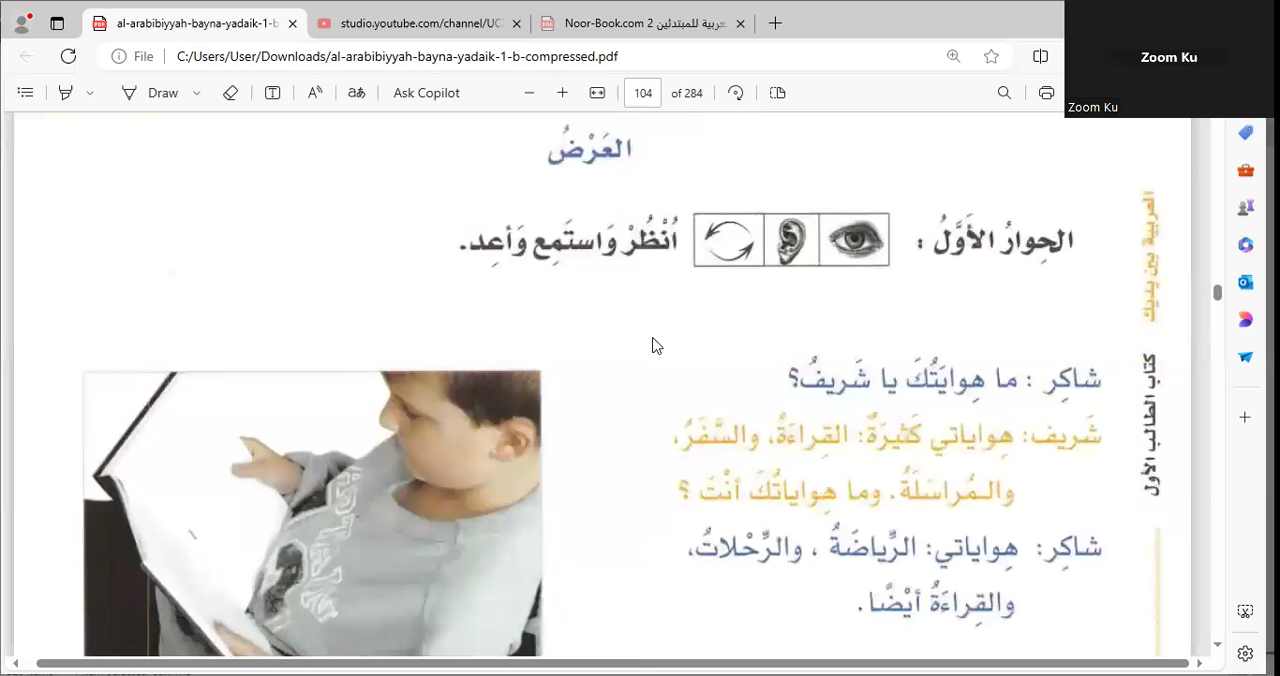 al-arabibiyyah-bayna-yadaik-1-b
studio.youtube.com/channel/UC
Noor-Book.com 2 عربية للمبتدئين
File
C:/Users/User/Downloads/al-arabibiyyah-bayna-yadaik-1-b-compressed.pdf
Draw
Ask Copilot
104 of 284
Zoom Ku
Zoom Ku
العَرْضُ
الحِوارُ الأَوَّلُ :
اُنْظُرْ وَاستَمِع وَأعِد.
شاكِر : ما هِوايَتُكَ يا شَريفُ؟
شَريف: هِواياتي كَثيرَةٌ: القِراءَةُ، والسَّفَرُ،
والـمُراسَلَةُ. وما هِواياتُكَ أنْتَ ؟
شاكِر: هِواياتي: الرِّياضَةُ ، والرِّحْلاتُ،
والقِراءَةُ أيْضًا.
العربية بين يديك
كتاب الطالب الأول